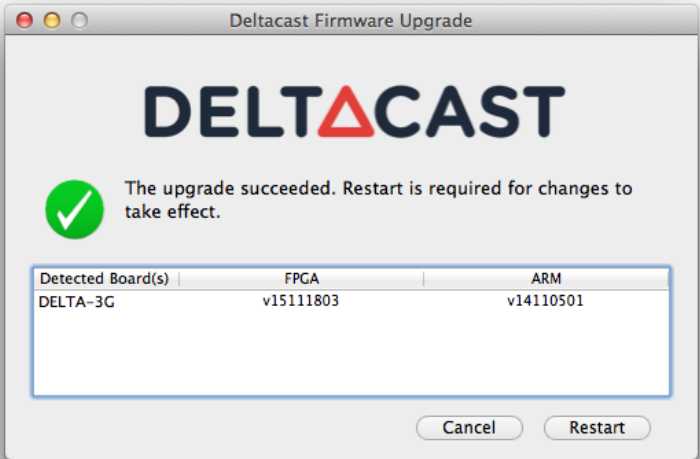 Deltacast Firmware Upgrade
DELTACAST
The upgrade succeeded. Restart is required for changes to
take effect.
Detected Board(s) FPGA ARM
DELTA-3G v15111803 v14110501
Cancel Restart